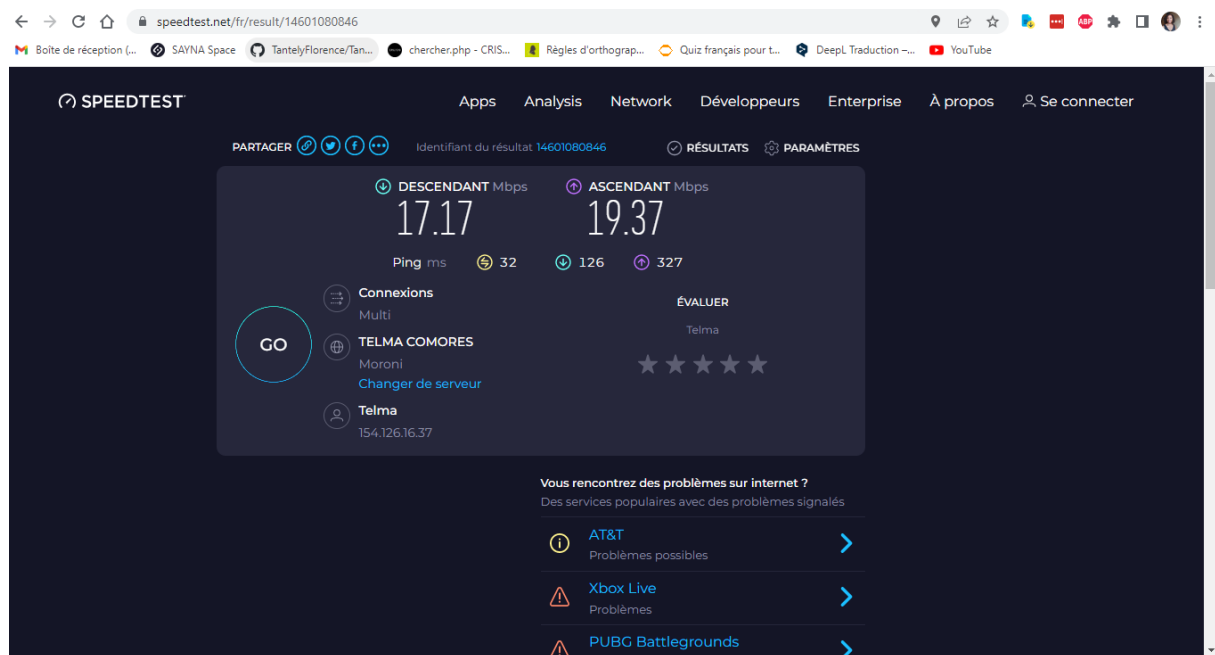 speedtest.net/fr/result/14601080846
Boîte de réception (... SAYNA Space TantelyFlorence/Tan... chercher.php - CRIS... Règles d'orthograp... Quiz français pour t... DeepL Traduction –... YouTube
SPEEDTEST Apps Analysis Network Développeurs Enterprise À propos Se connecter
PARTAGER Identifiant du résultat 14601080846 RÉSULTATS PARAMÈTRES
DESCENDANT Mbps ASCENDANT Mbps
17.17 19.37
Ping ms 32 126 327
Connexions
Multi
ÉVALUER
Telma
GO
TELMA COMORES
Moroni
Changer de serveur
Telma
154.126.16.37
Vous rencontrez des problèmes sur internet ?
Des services populaires avec des problèmes signalés
AT&T
Problèmes possibles
Xbox Live
Problèmes
PUBG Battlegrounds